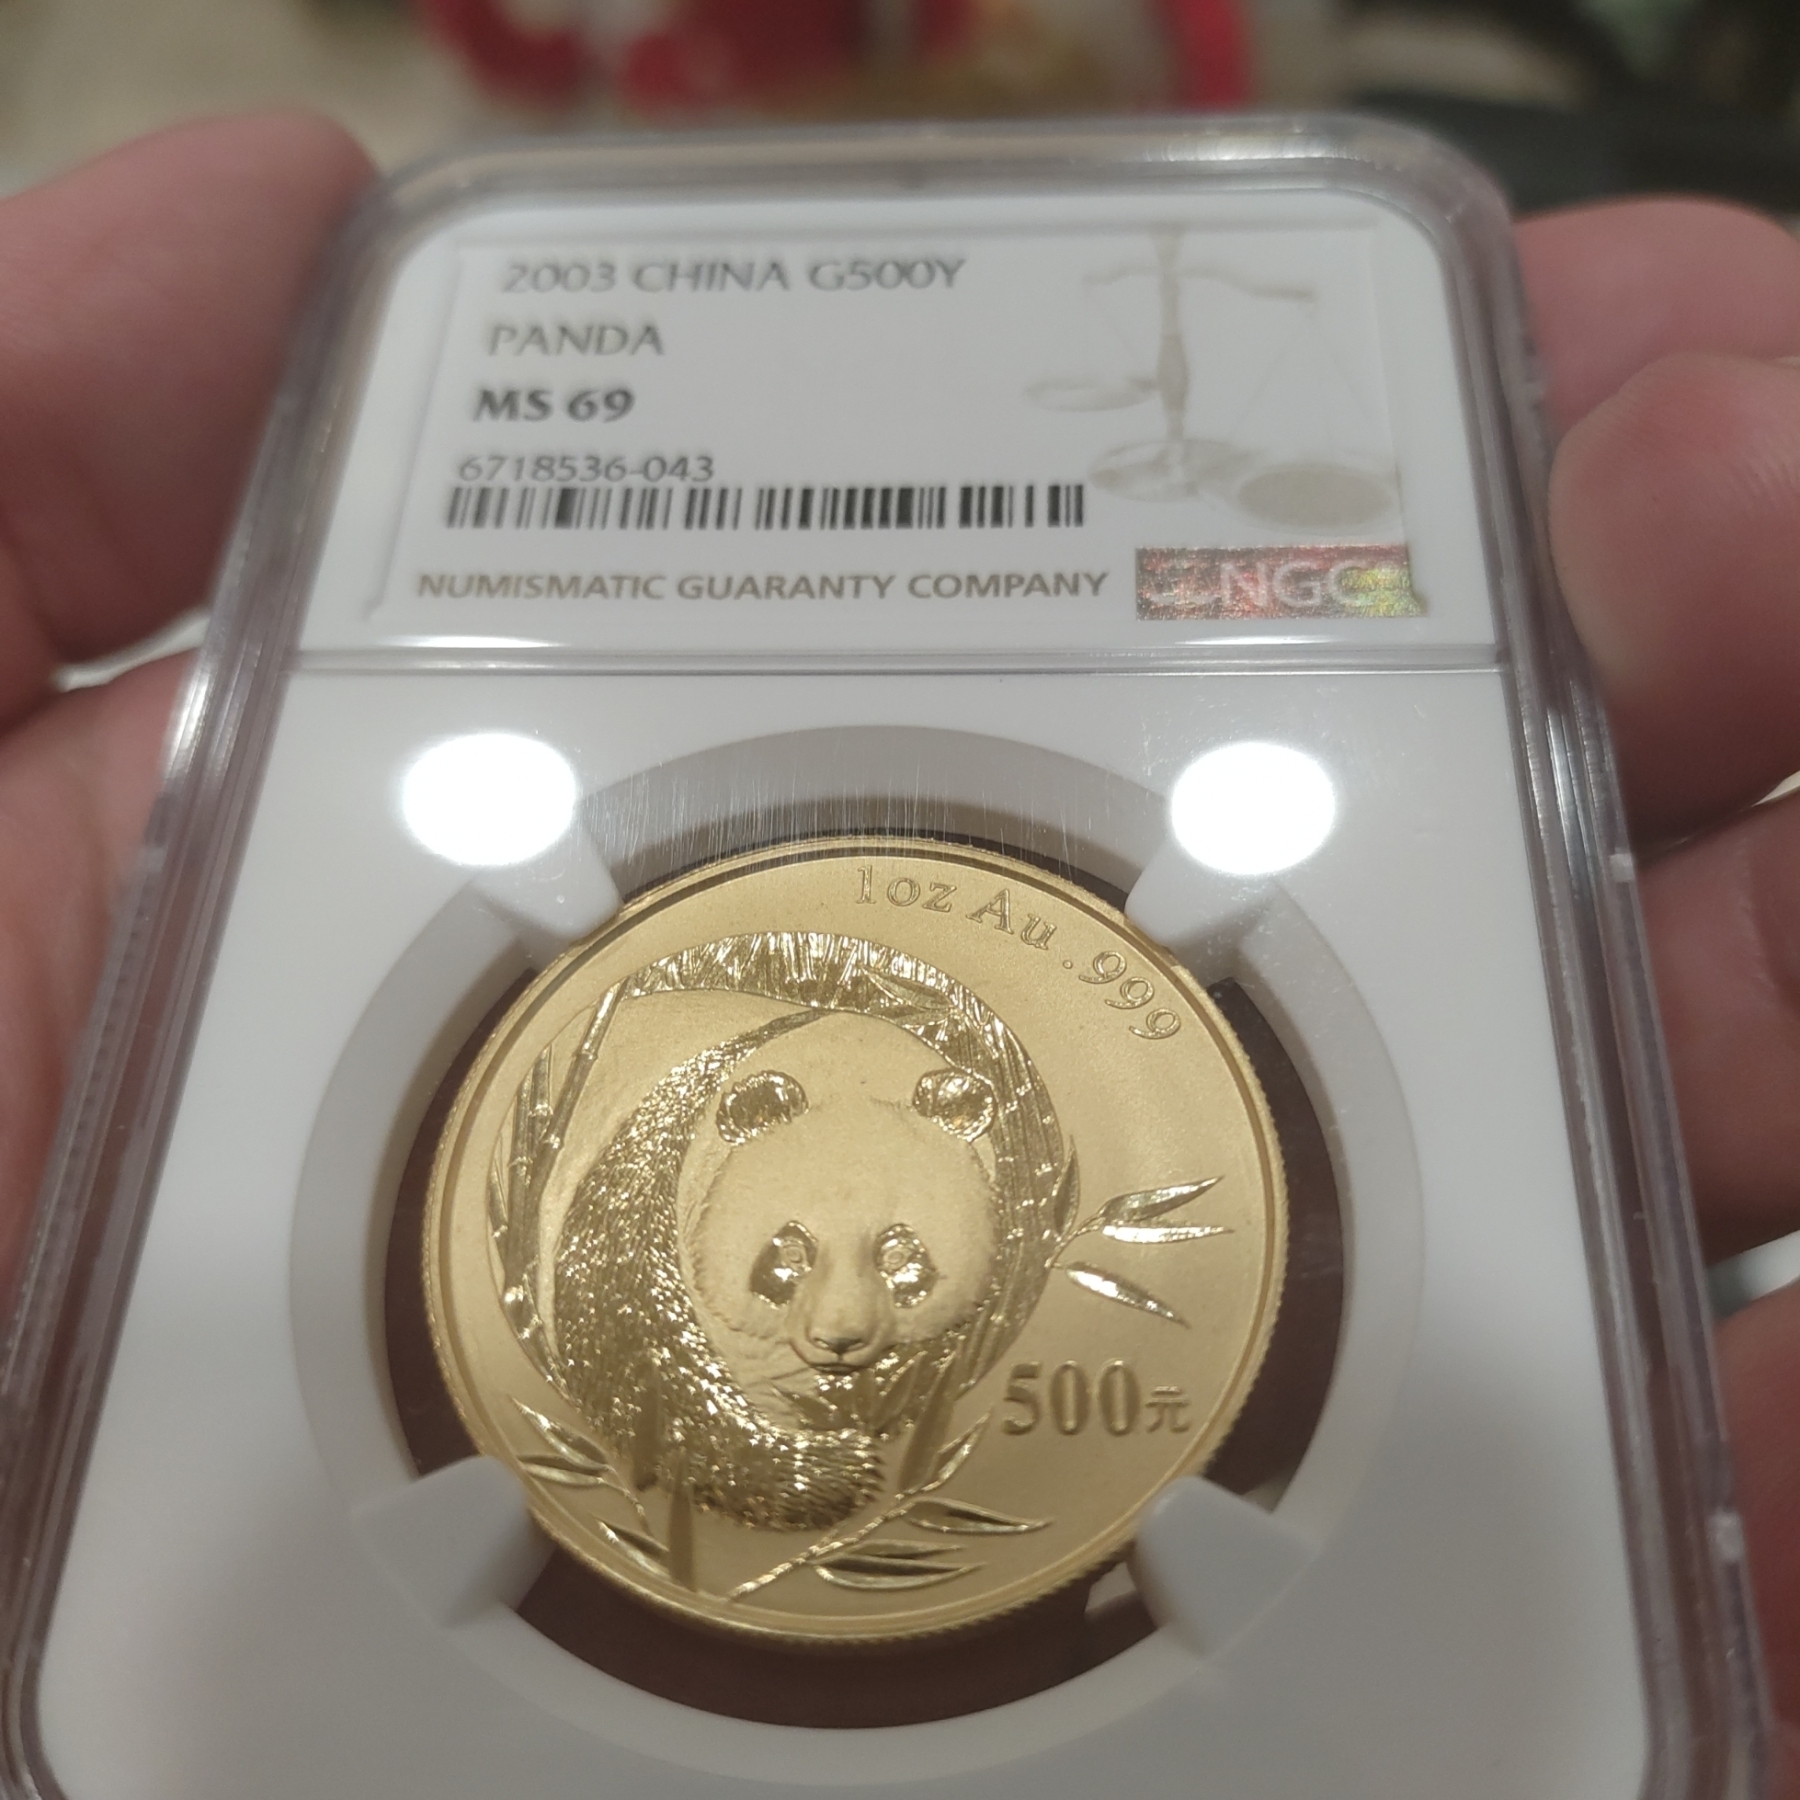 2003 CHINA G500Y
PANDA
MS 69
6718536-043
NUMISMATIC GUARANTY COMPANY
NGC
1oz Au .999
500元